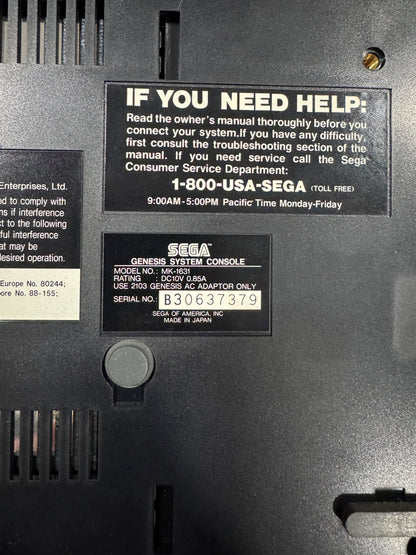 IF YOU NEED HELP:
Read the owner's manual thoroughly before you
connect your system.If you have any difficulty,
first consult the troubleshooting section of the
manual. If you need service call the Sega
Consumer Service Department:
1-800-USA-SEGA (TOLL FREE)
9:00AM-5:00PM Pacific Time Monday-Friday
Enterprises, Ltd.
ed to comply with
ns if interference
ct to the following
ful interference
at may be
desired operation.
Europe No. 80244;
ore No. 88-155;
SEGA
GENESIS SYSTEM CONSOLE
MODEL NO.: MK-1631
RATING : DC10V 0.85A
USE 2103 GENESIS AC ADAPTOR ONLY
SERIAL NO.: B30637379
SEGA OF AMERICA, INC
MADE IN JAPAN